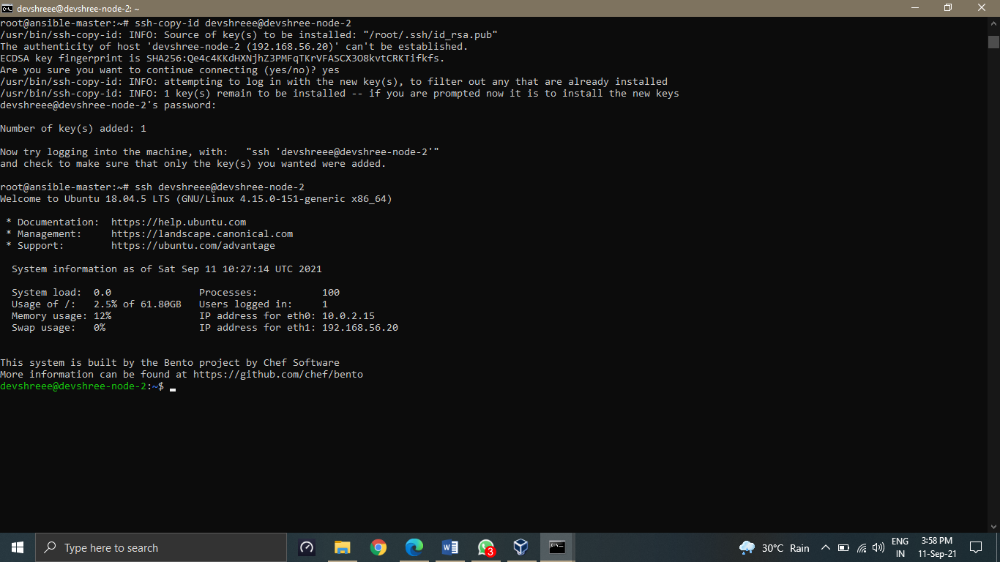 devshreee@devshree-node-2: ~
root@ansible-master:~# ssh-copy-id devshreee@devshree-node-2
/usr/bin/ssh-copy-id: INFO: Source of key(s) to be installed: "/root/.ssh/id_rsa.pub"
The authenticity of host 'devshree-node-2 (192.168.56.20)' can't be established.
ECDSA key fingerprint is SHA256:Qe4c4KKdHXNjhZ3PMFqTKrVFASCX3O8kvtCRKTifkfs.
Are you sure you want to continue connecting (yes/no)? yes
/usr/bin/ssh-copy-id: INFO: attempting to log in with the new key(s), to filter out any that are already installed
/usr/bin/ssh-copy-id: INFO: 1 key(s) remain to be installed -- if you are prompted now it is to install the new keys
devshreee@devshree-node-2's password:
Number of key(s) added: 1
Now try logging into the machine, with:   "ssh 'devshreee@devshree-node-2'"
and check to make sure that only the key(s) you wanted were added.
root@ansible-master:~# ssh devshreee@devshree-node-2
Welcome to Ubuntu 18.04.5 LTS (GNU/Linux 4.15.0-151-generic x86_64)
* Documentation:  https://help.ubuntu.com
* Management:     https://landscape.canonical.com
* Support:        https://ubuntu.com/advantage
System information as of Sat Sep 11 10:27:14 UTC 2021
System load:  0.0               Processes:           100
Usage of /:   2.5% of 61.80GB   Users logged in:     1
Memory usage: 12%               IP address for eth0: 10.0.2.15
Swap usage:   0%                IP address for eth1: 192.168.56.20
This system is built by the Bento project by Chef Software
More information can be found at https://github.com/chef/bento
devshreee@devshree-node-2:~$
Type here to search
3
30°C Rain
ENG
IN
3:58 PM
11-Sep-21